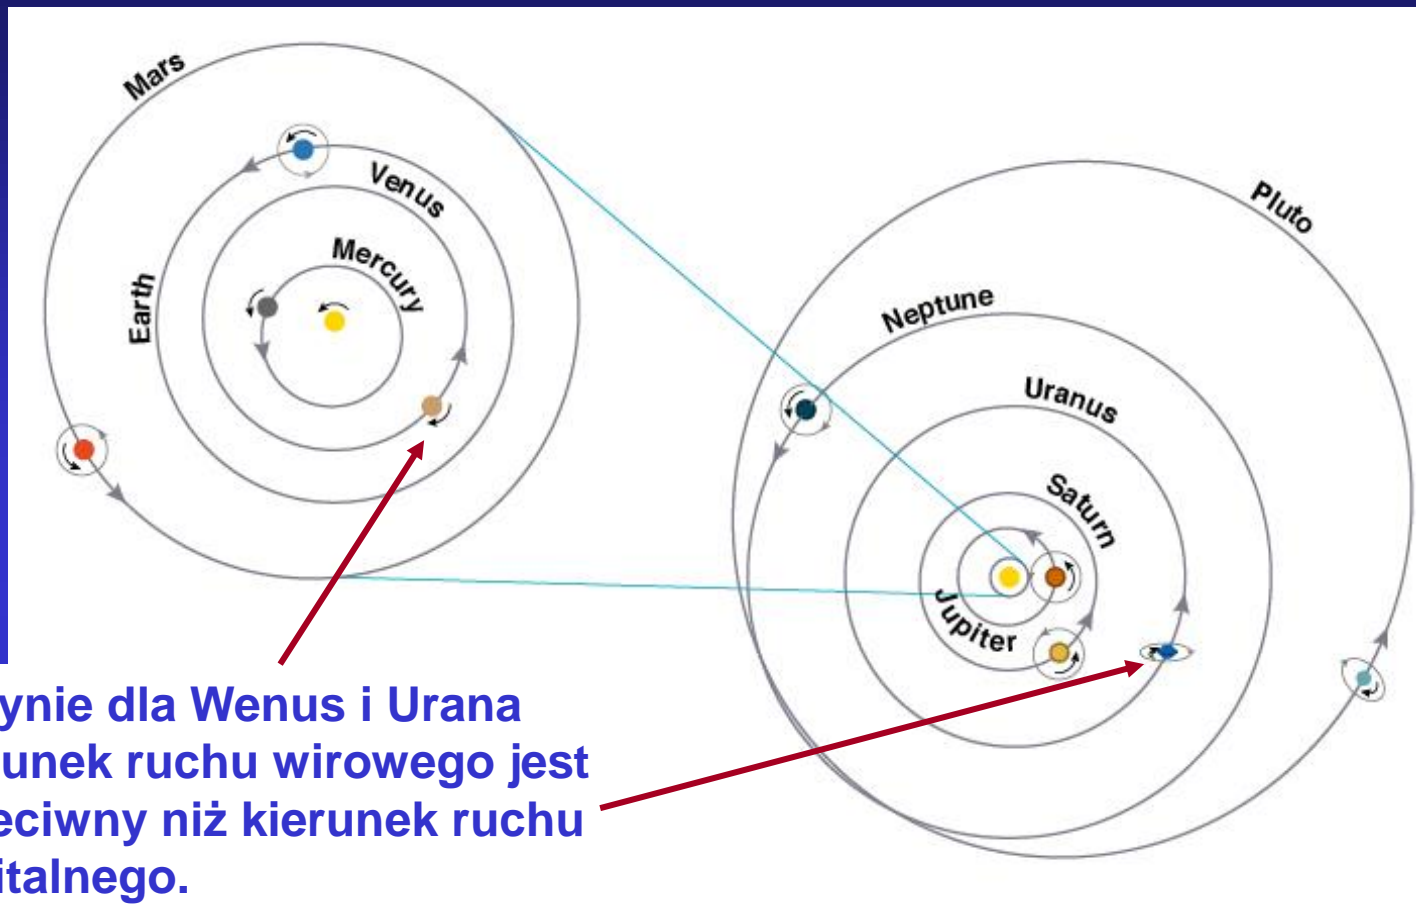 Mars
Venus
Mercury
Earth
Pluto
Neptune
Uranus
Saturn
Jupiter
ynie dla Wenus i Urana
unek ruchu wirowego jest
eciwny niż kierunek ruchu
italnego.